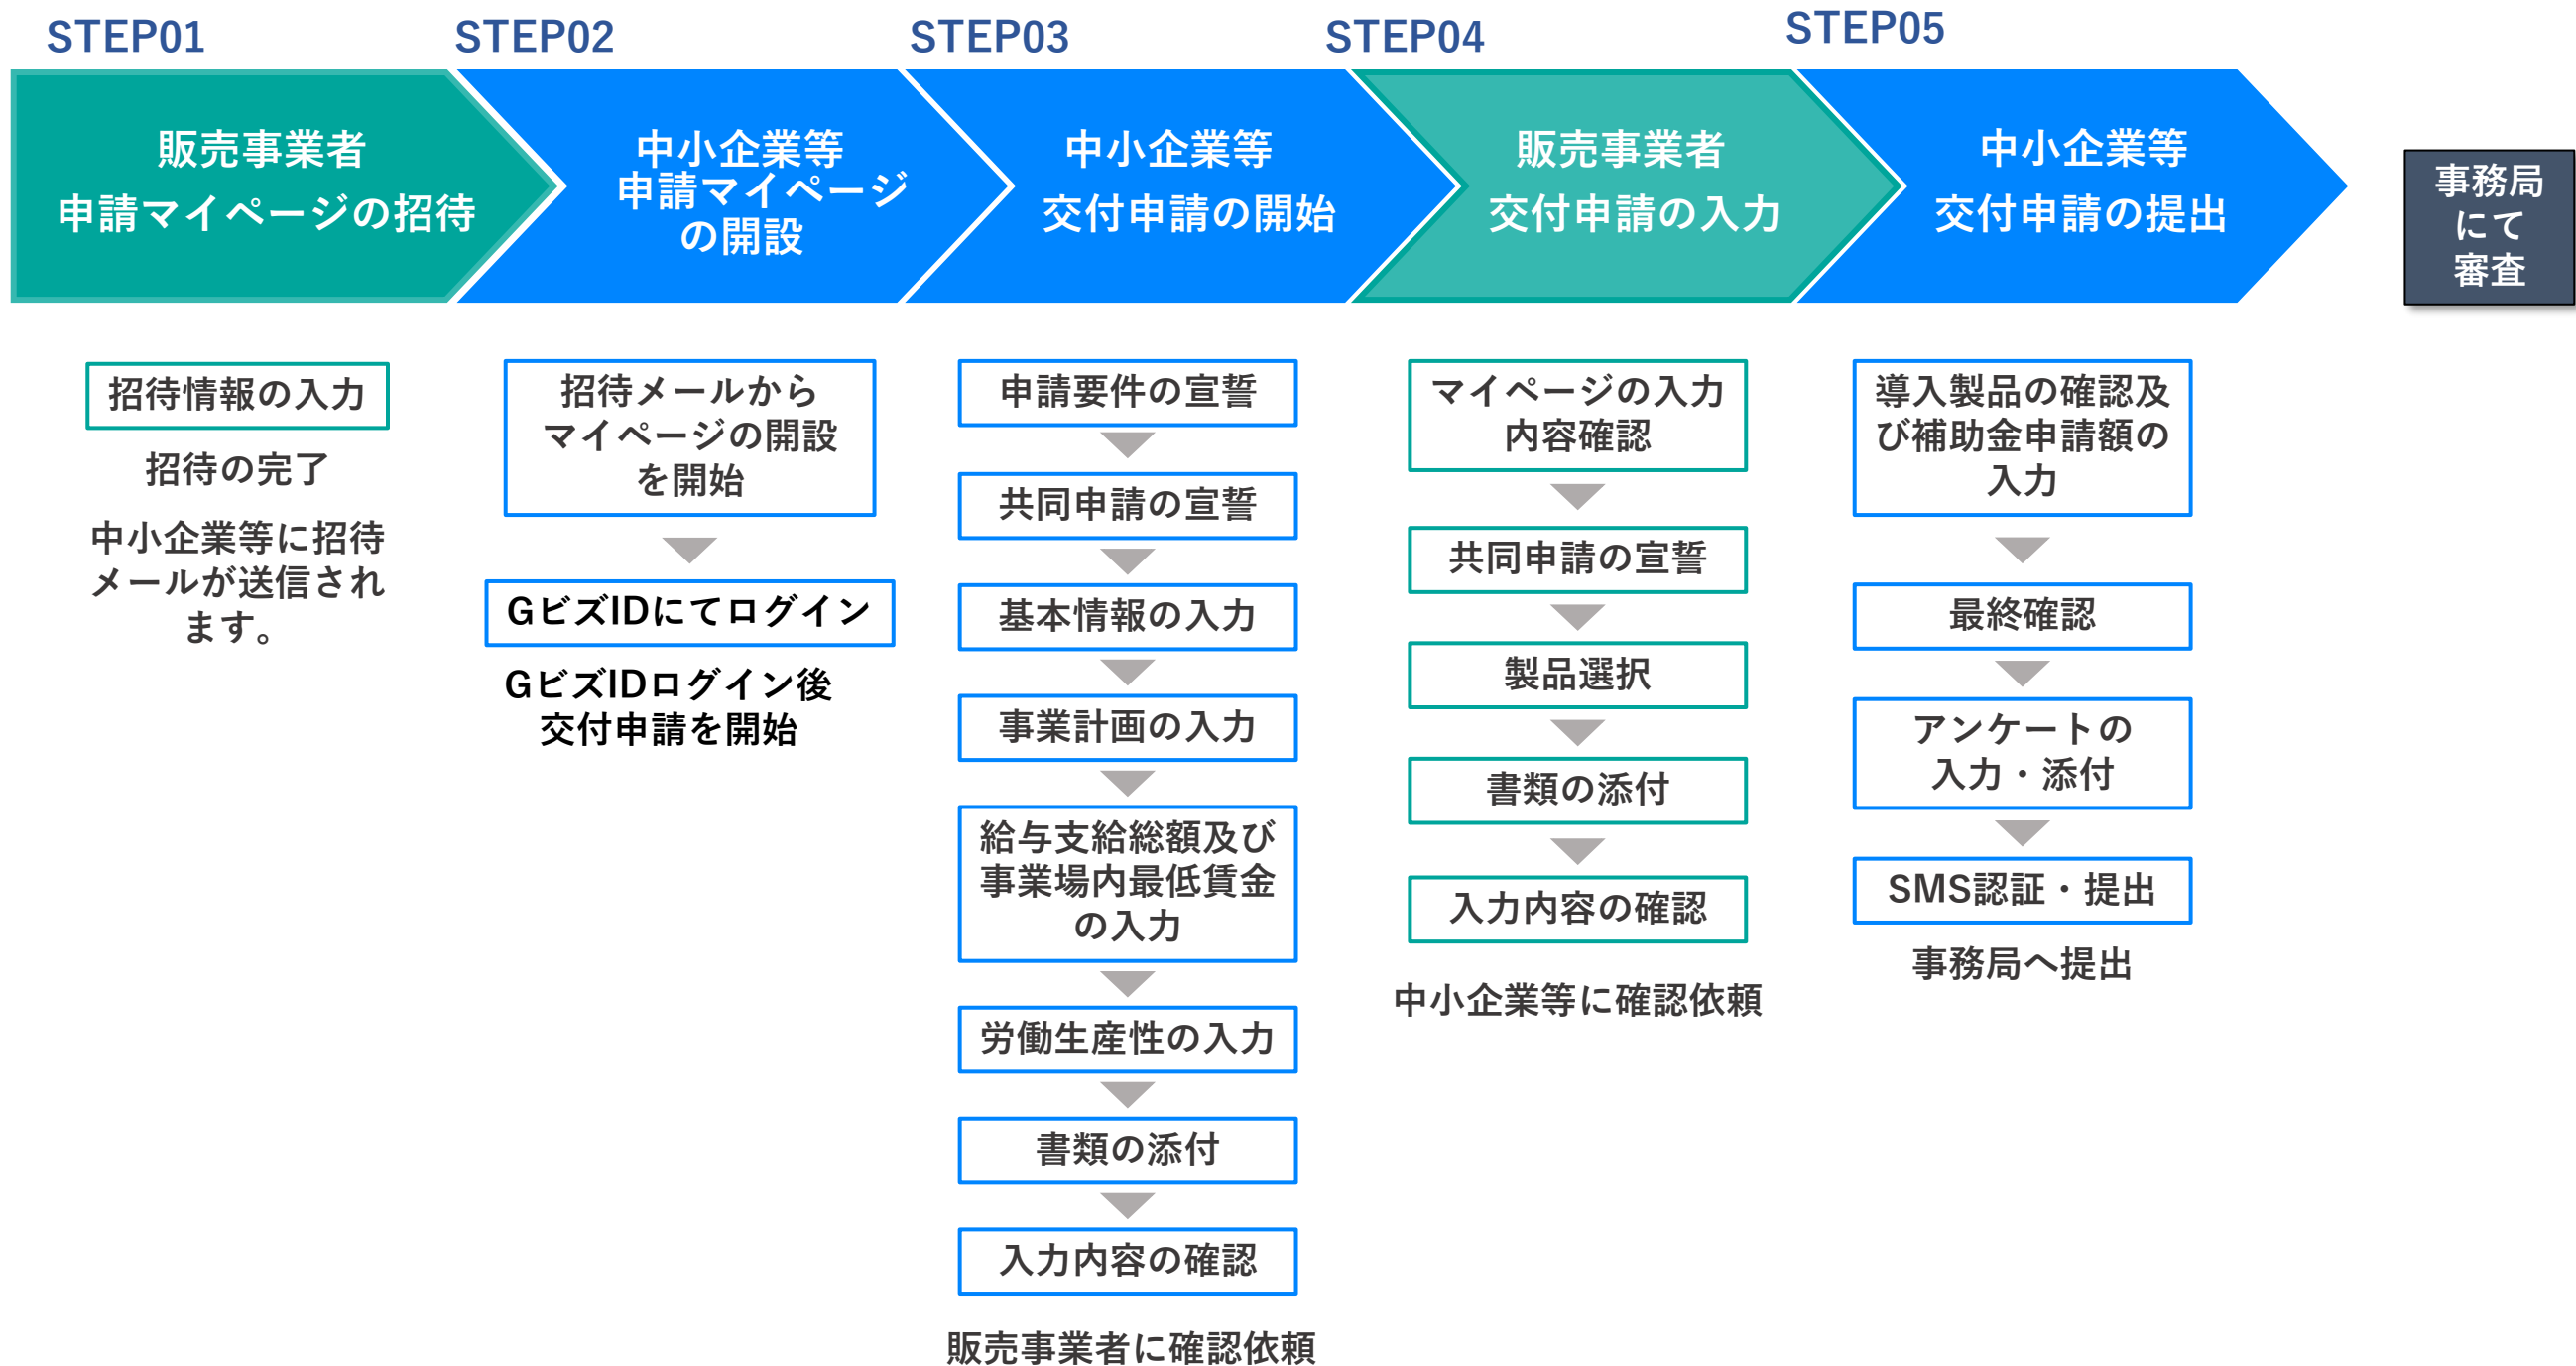 STEP01
販売事業者
申請マイページの招待
招待情報の入力
招待の完了
中小企業等に招待
メールが送信され
ます。
STEP02
中小企業等
申請マイページ
の開設
招待メールから
マイページの開設
を開始
GビズIDにてログイン
GビズIDログイン後
交付申請を開始
STEP03
中小企業等
交付申請の開始
申請要件の宣誓
共同申請の宣誓
基本情報の入力
事業計画の入力
給与支給総額及び
事業場内最低賃金
の入力
労働生産性の入力
書類の添付
入力内容の確認
販売事業者に確認依頼
STEP04
販売事業者
交付申請の入力
マイページの入力
内容確認
共同申請の宣誓
製品選択
書類の添付
入力内容の確認
中小企業等に確認依頼
STEP05
中小企業等
交付申請の提出
導入製品の確認及
び補助金申請額の
入力
最終確認
アンケートの
入力・添付
SMS認証・提出
事務局へ提出
事務局
にて
審査